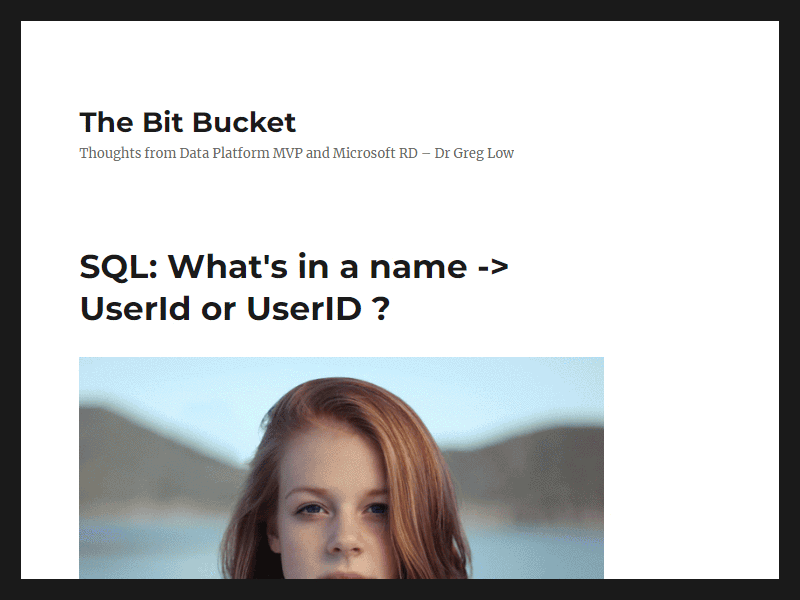 The Bit Bucket
Thoughts from Data Platform MVP and Microsoft RD – Dr Greg Low
SQL: What's in a name ->
UserId or UserID ?